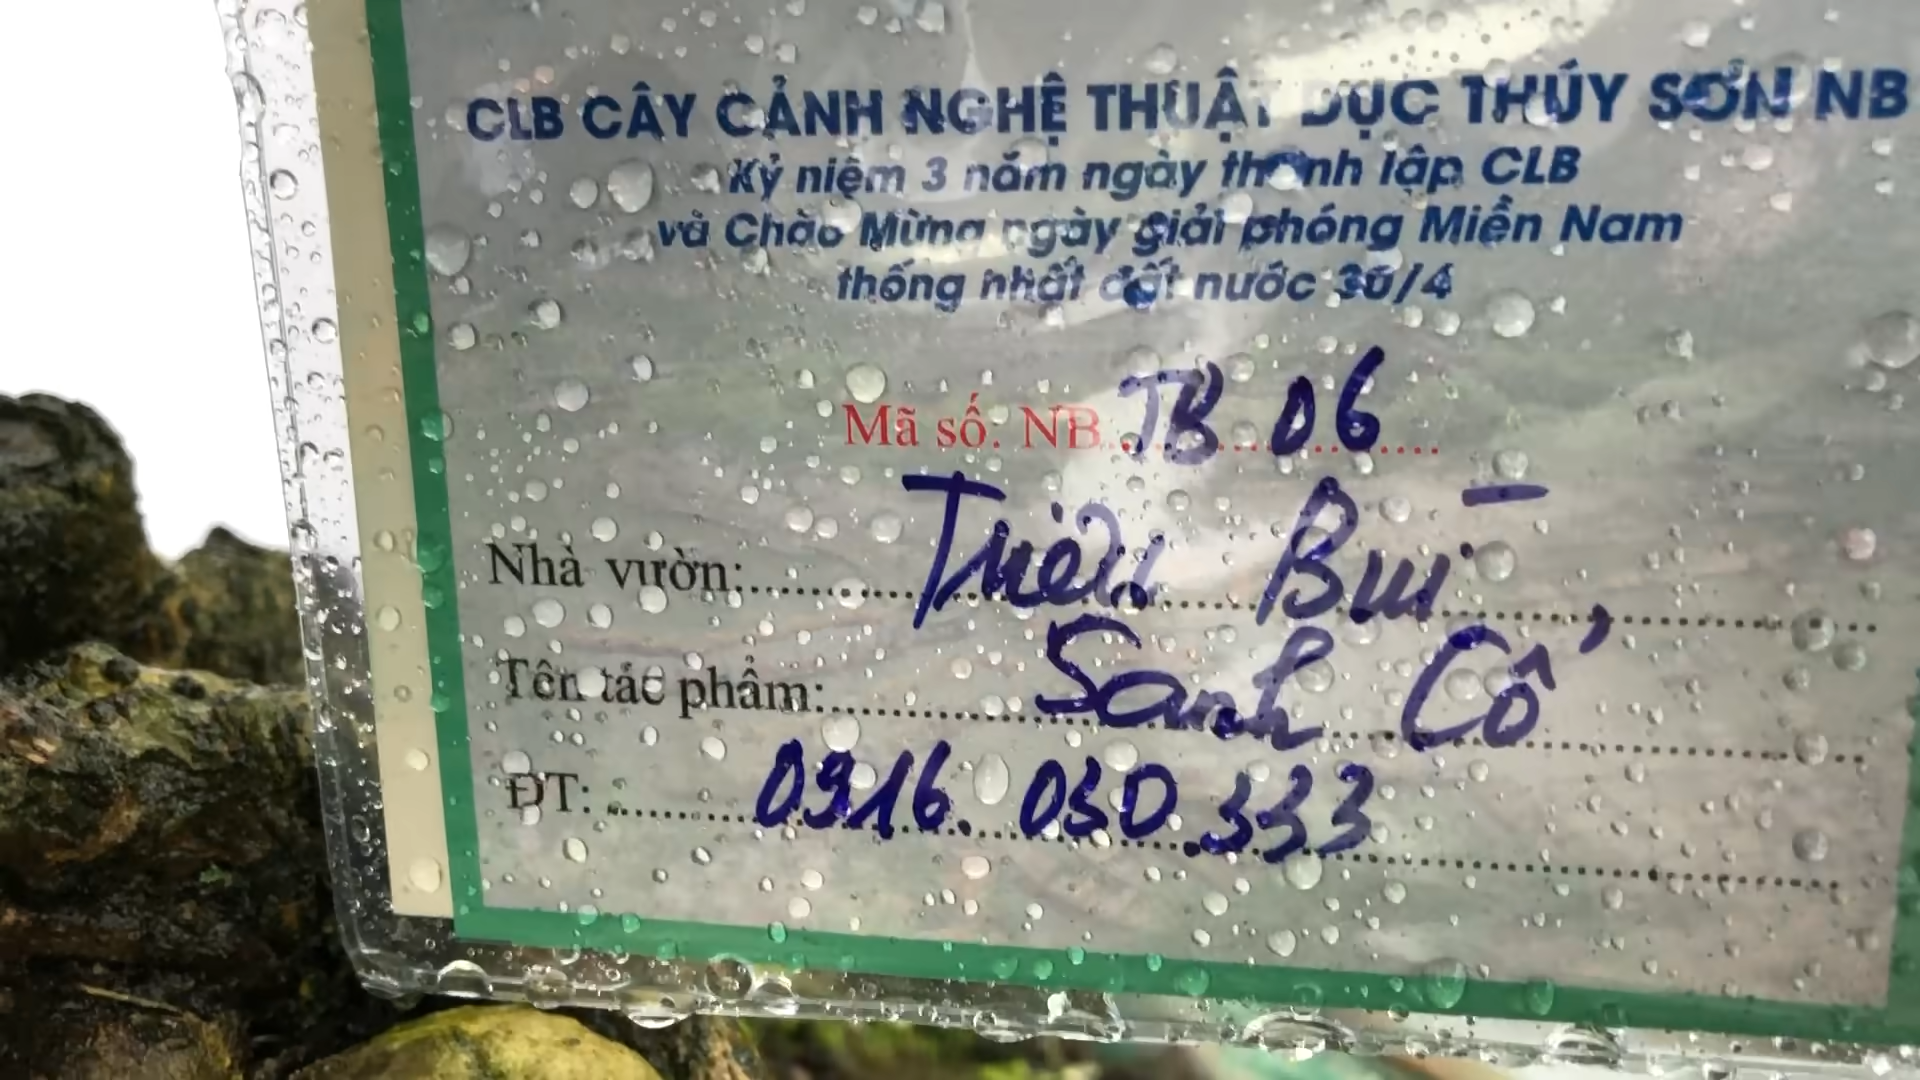 CLB CÂY CẢNH NGHỆ THUẬT DỤC THÚY SƠN NB
Kỷ niệm 3 năm ngày thành lập CLB
và Chào Mừng ngày giải phóng Miền Nam
thống nhất đất nước 30/4
Mã số: NB TB 06
Nhà vườn: Triệu Bùi
Tên tác phẩm: Sanh Cổ
ĐT: 0916.030.333